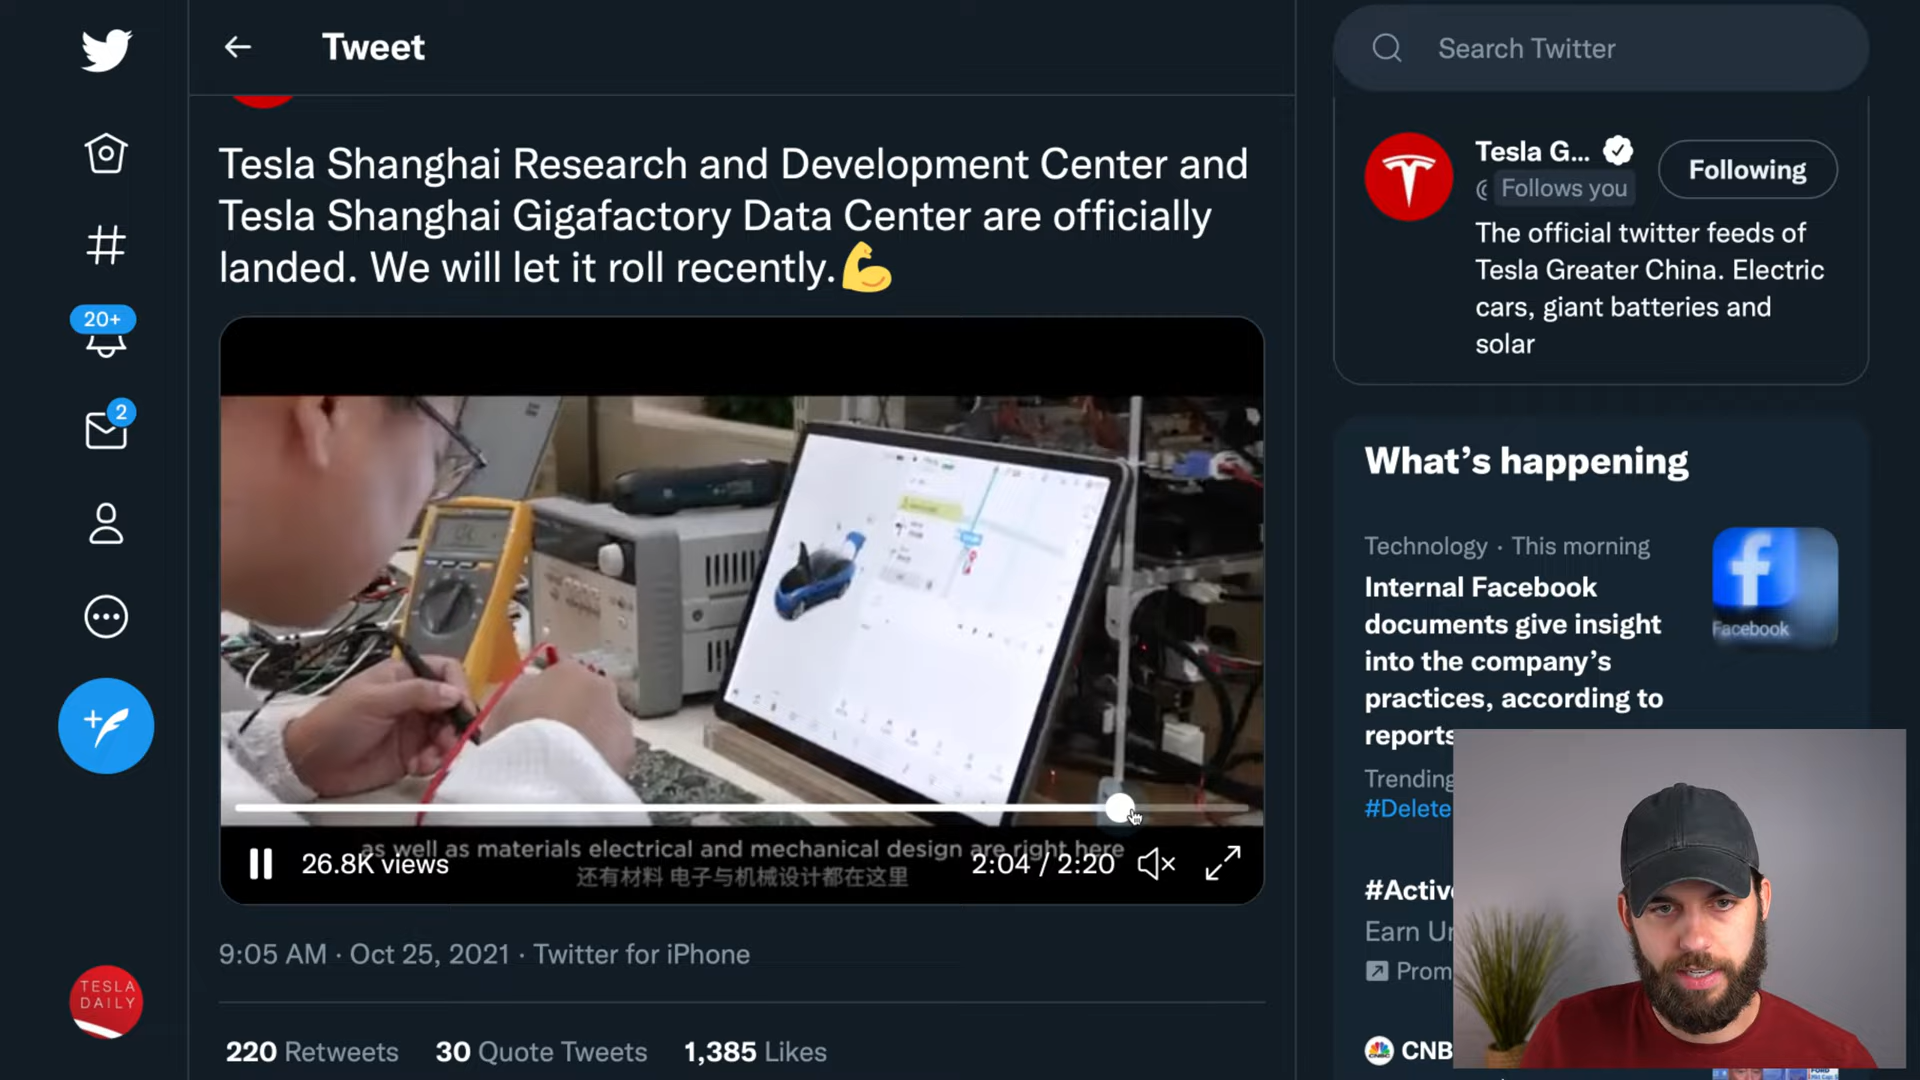 Tweet
Search Twitter
Tesla Shanghai Research and Development Center and
Tesla Shanghai Gigafactory Data Center are officially
landed. We will let it roll recently.💪
20+
2
as well as materials electrical and mechanical design are right here
还有材料 电子与机械设计都在这里
26.8K views
2:04 / 2:20
9:05 AM · Oct 25, 2021 · Twitter for iPhone
220 Retweets 30 Quote Tweets 1,385 Likes
TESLA
DAILY
Tesla G...
Following
Follows you
The official twitter feeds of
Tesla Greater China. Electric
cars, giant batteries and
solar
What's happening
Technology · This morning
Internal Facebook
documents give insight
into the company's
practices, according to
reports
Facebook
Trending
#Delete
#Active
Earn Un
Prom
CNB